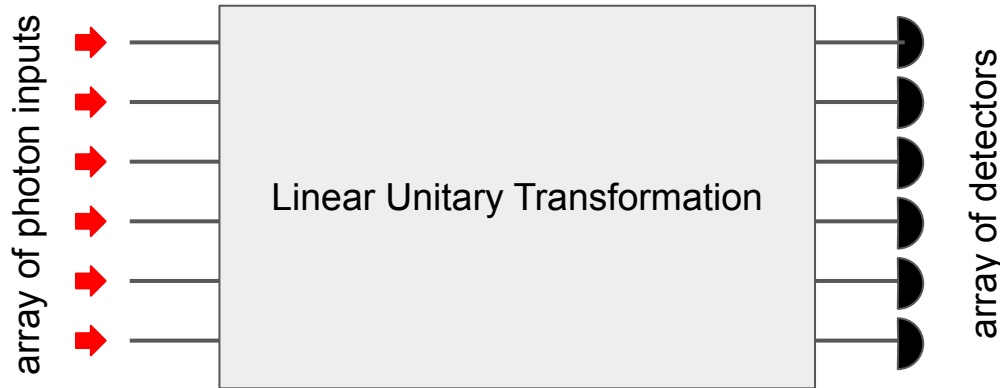 array of photon inputs
Linear Unitary Transformation
array of detectors